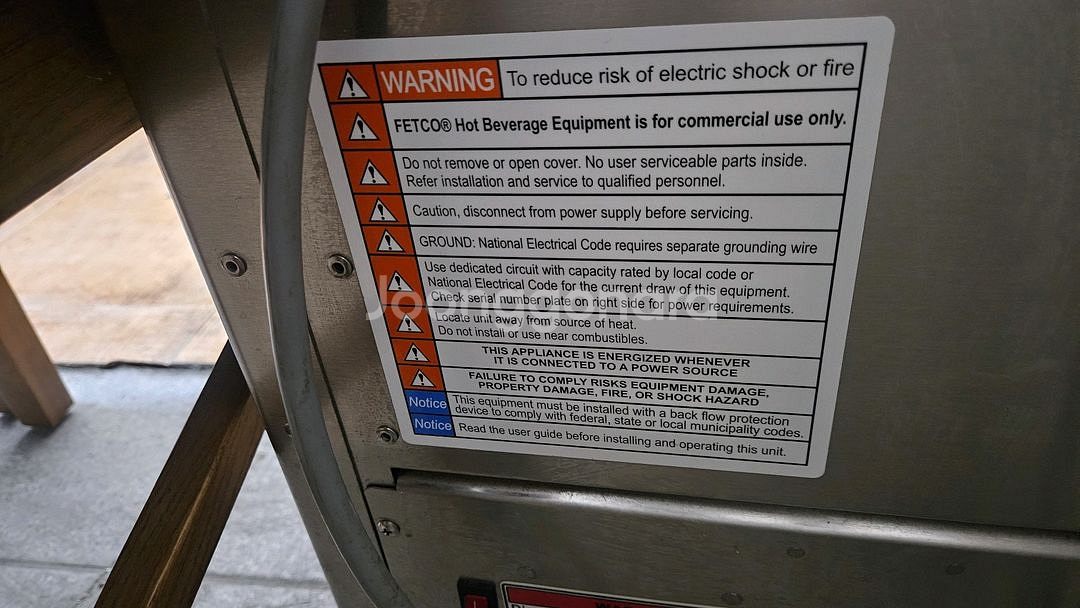 WARNING To reduce risk of electric shock or fire
FETCO® Hot Beverage Equipment is for commercial use only.
Do not remove or open cover. No user serviceable parts inside.
Refer installation and service to qualified personnel.
Caution, disconnect from power supply before servicing.
GROUND: National Electrical Code requires separate grounding wire
Use dedicated circuit with capacity rated by local code or
National Electrical Code for the current draw of this equipment.
Check serial number plate on right side for power requirements.
Joonggonara
Locate unit away from source of heat.
Do not install or use near combustibles.
THIS APPLIANCE IS ENERGIZED WHENEVER
IT IS CONNECTED TO A POWER SOURCE
FAILURE TO COMPLY RISKS EQUIPMENT DAMAGE,
PROPERTY DAMAGE, FIRE, OR SHOCK HAZARD
Notice This equipment must be installed with a back flow protection
device to comply with federal, state or local municipality codes.
Notice Read the user guide before installing and operating this unit.